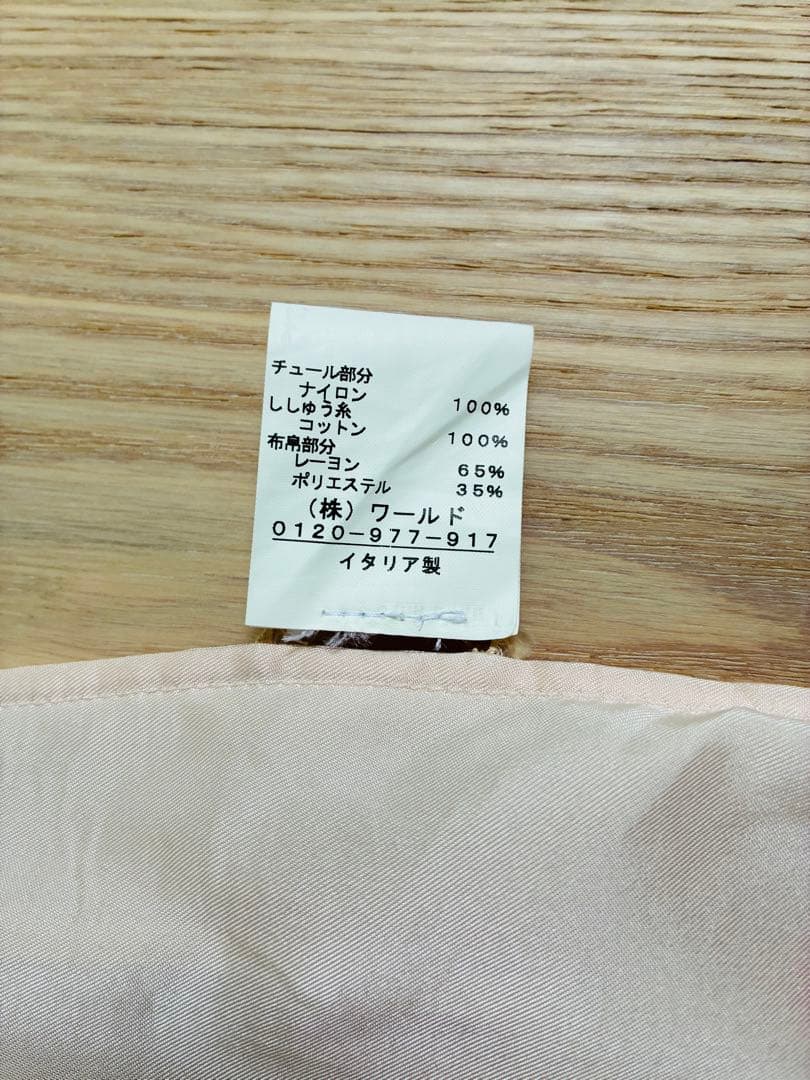 チュール部分
ナイロン 100%
ししゅう糸
コットン 100%
布帛部分
レーヨン 65%
ポリエステル 35%
（株）ワールド
0120-977-917
イタリア製